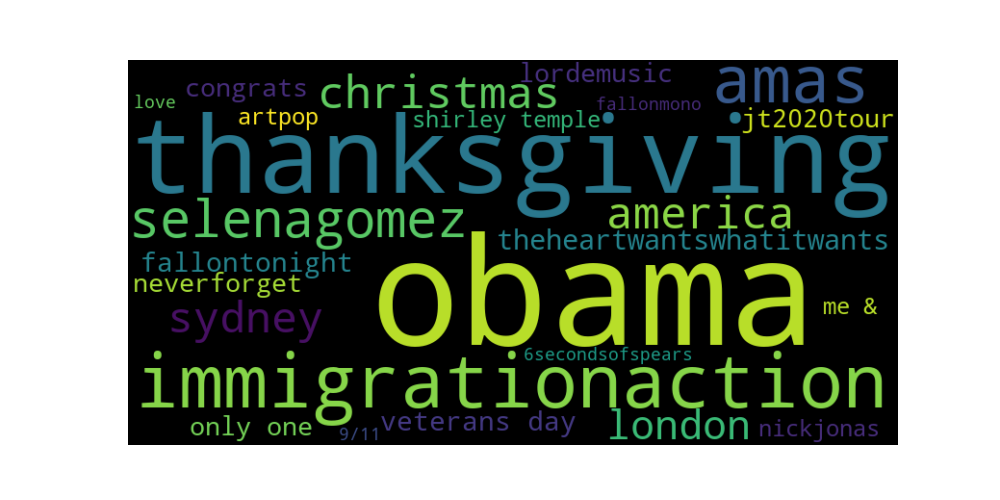 lordemusic
amas
congrats
christmas
love
fallonmono
artpop
shirley temple
jt2020tour
thanksgiving
selenagomez
america
theheartwantswhatitwants
fallontonight
neverforget
obama
me &
sydney
6secondsofspears
immigrationaction
only one
9/11
veterans day
london
nickjonas